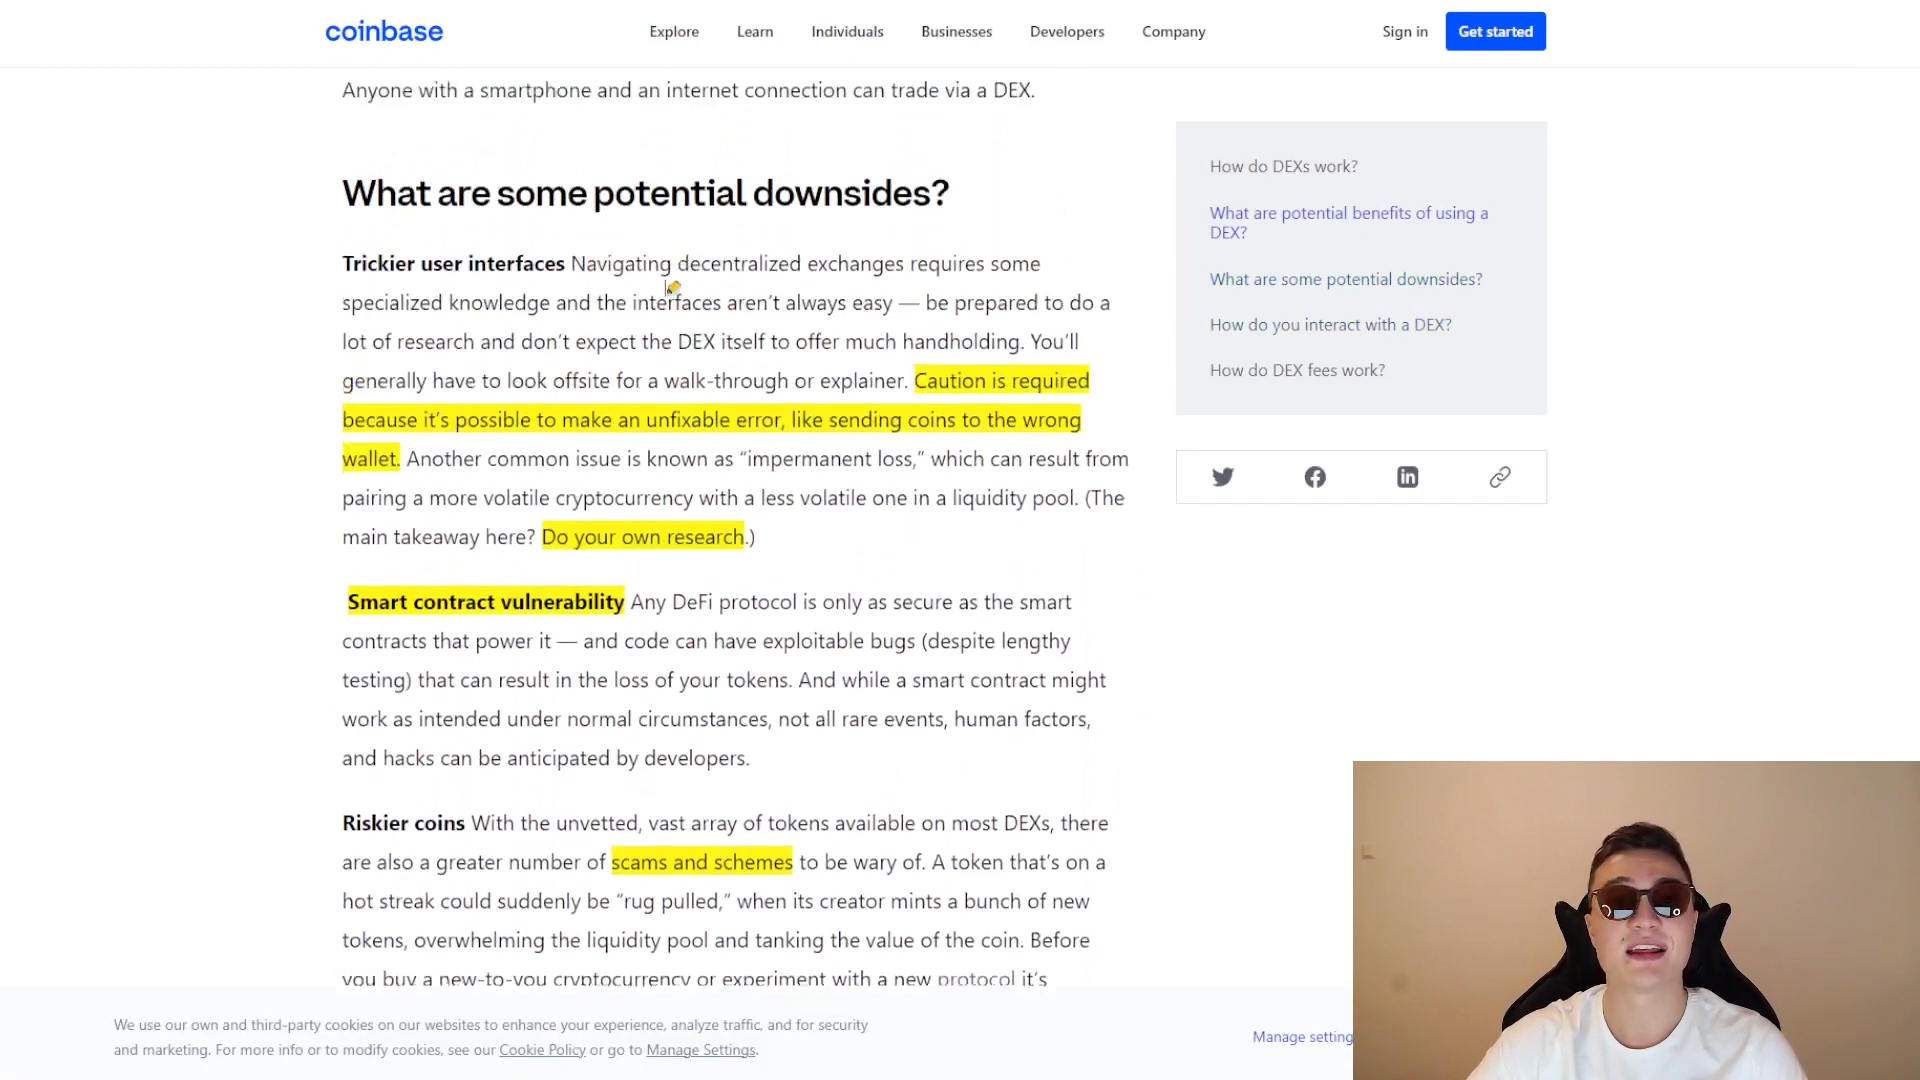 coinbase
Explore Learn Individuals Businesses Developers Company Sign in Get started
Anyone with a smartphone and an internet connection can trade via a DEX.
What are some potential downsides?
Trickier user interfaces Navigating decentralized exchanges requires some
specialized knowledge and the interfaces aren’t always easy — be prepared to do a
lot of research and don’t expect the DEX itself to offer much handholding. You’ll
generally have to look offsite for a walk-through or explainer. Caution is required
because it’s possible to make an unfixable error, like sending coins to the wrong
wallet. Another common issue is known as “impermanent loss,” which can result from
pairing a more volatile cryptocurrency with a less volatile one in a liquidity pool. (The
main takeaway here? Do your own research.)
Smart contract vulnerability Any DeFi protocol is only as secure as the smart
contracts that power it — and code can have exploitable bugs (despite lengthy
testing) that can result in the loss of your tokens. And while a smart contract might
work as intended under normal circumstances, not all rare events, human factors,
and hacks can be anticipated by developers.
Riskier coins With the unvetted, vast array of tokens available on most DEXs, there
are also a greater number of scams and schemes to be wary of. A token that’s on a
hot streak could suddenly be “rug pulled,” when its creator mints a bunch of new
tokens, overwhelming the liquidity pool and tanking the value of the coin. Before
you buy a new-to-you cryptocurrency or experiment with a new protocol it’s
How do DEXs work?
What are potential benefits of using a
DEX?
What are some potential downsides?
How do you interact with a DEX?
How do DEX fees work?
We use our own and third-party cookies on our websites to enhance your experience, analyze traffic, and for security
and marketing. For more info or to modify cookies, see our Cookie Policy or go to Manage Settings.
Manage setting